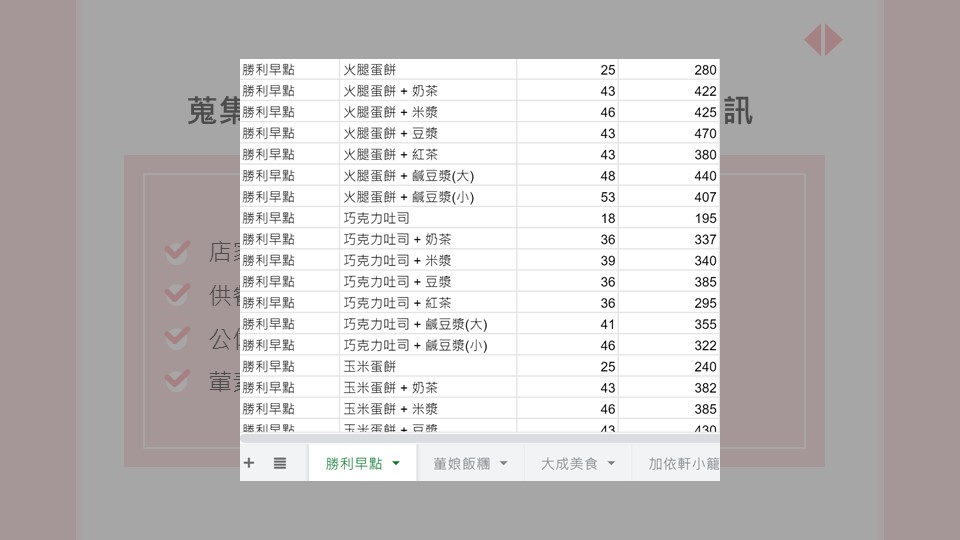 蒐集 訊
勝利早點 火腿蛋餅 25 280
勝利早點 火腿蛋餅 + 奶茶 43 422
勝利早點 火腿蛋餅 + 米漿 46 425
勝利早點 火腿蛋餅 + 豆漿 43 470
勝利早點 火腿蛋餅 + 紅茶 43 380
勝利早點 火腿蛋餅 + 鹹豆漿(大) 48 440
勝利早點 火腿蛋餅 + 鹹豆漿(小) 53 407
勝利早點 巧克力吐司 18 195
勝利早點 巧克力吐司 + 奶茶 36 337
勝利早點 巧克力吐司 + 米漿 39 340
勝利早點 巧克力吐司 + 豆漿 36 385
勝利早點 巧克力吐司 + 紅茶 36 295
勝利早點 巧克力吐司 + 鹹豆漿(大) 41 355
勝利早點 巧克力吐司 + 鹹豆漿(小) 46 322
勝利早點 玉米蛋餅 25 240
勝利早點 玉米蛋餅 + 奶茶 43 382
勝利早點 玉米蛋餅 + 米漿 46 385
勝利早點 玉米蛋餅 + 豆漿 43 430
店
供
公
葷
勝利早點 董娘飯糰 大成美食 加依軒小籠